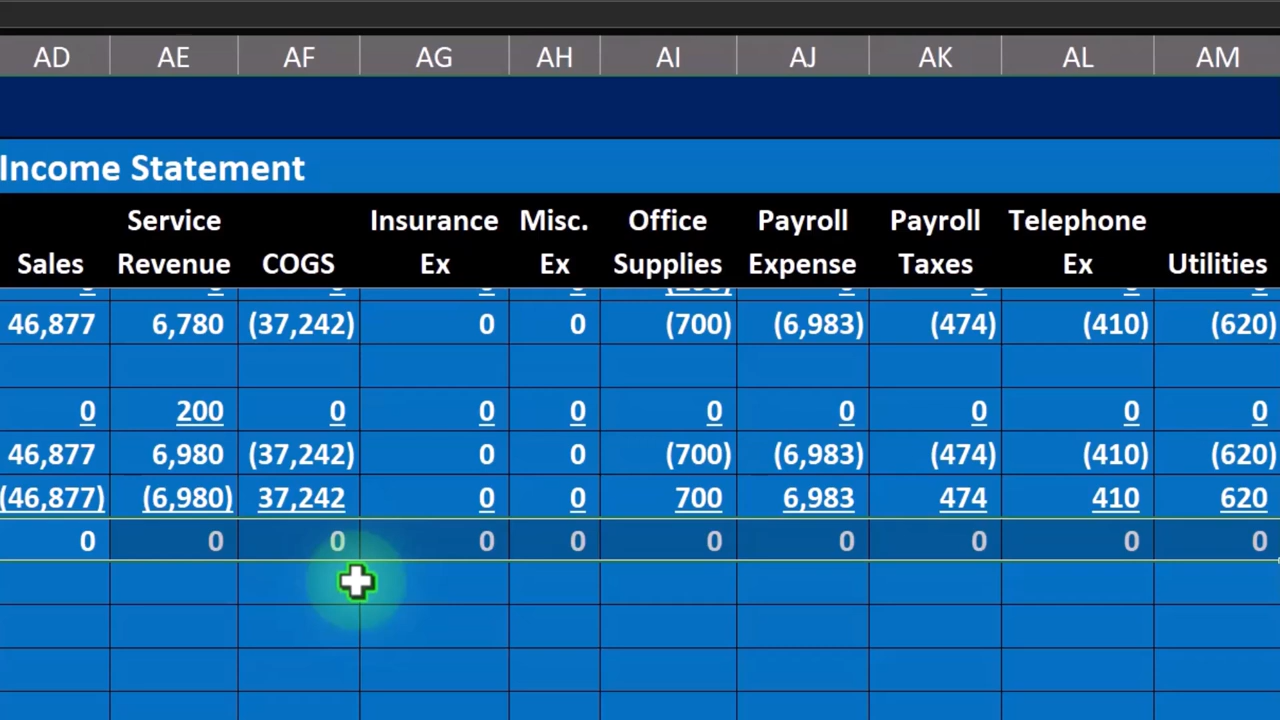 AD AE AF AG AH AI AJ AK AL AM
Income Statement
Service Insurance Misc. Office Payroll Payroll Telephone
Sales Revenue COGS Ex Ex Supplies Expense Taxes Ex Utilities
46,877 6,780 (37,242) 0 0 (700) (6,983) (474) (410) (620)
0 200 0 0 0 0 0 0 0 0
46,877 6,980 (37,242) 0 0 (700) (6,983) (474) (410) (620)
(46,877) (6,980) 37,242 0 0 700 6,983 474 410 620
0 0 0 0 0 0 0 0 0 0